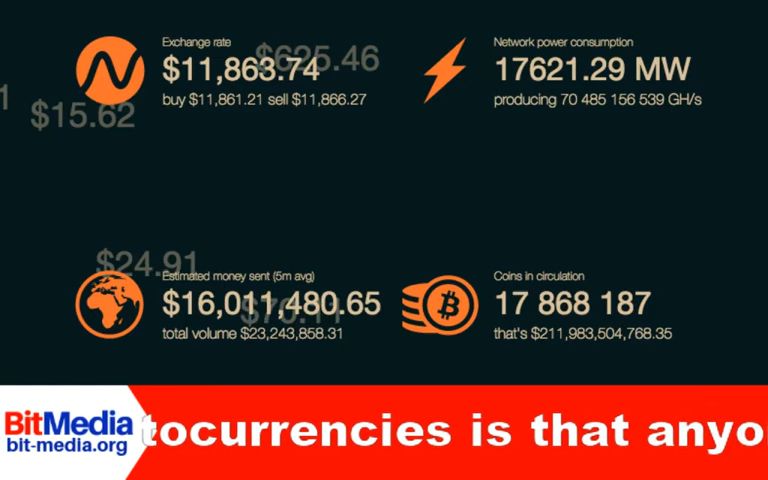 Exchange rate
$11,863.74
buy $11,861.21 sell $11,866.27
$625.46
$15.62
Network power consumption
17621.29 MW
producing 70 485 156 539 GH/s
$24.91
Estimated money sent (5m avg)
$16,011,480.65
total volume $23,243,858.31
Coins in circulation
17 868 187
that's $211,983,504,768.35
BitMedia
bit-media.org
tocurrencies is that anyo